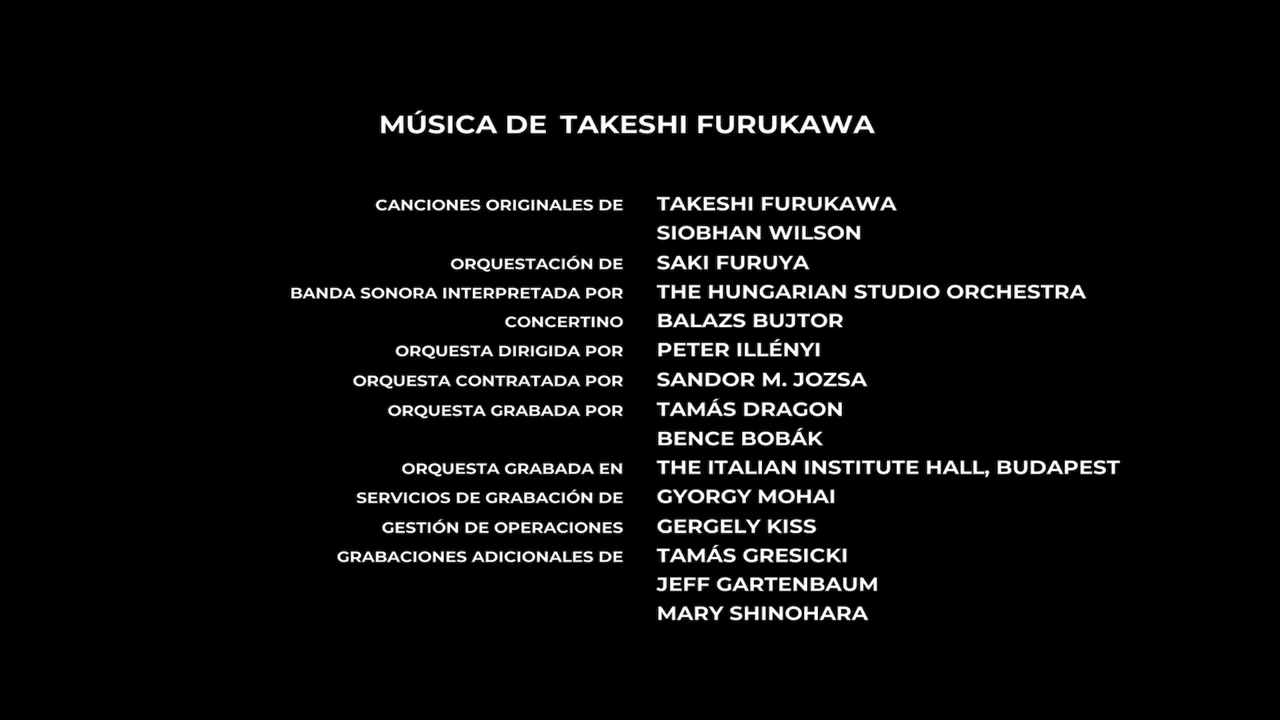 MÚSICA DE TAKESHI FURUKAWA
CANCIONES ORIGINALES DE TAKESHI FURUKAWA
SIOBHAN WILSON
ORQUESTACIÓN DE SAKI FURUYA
BANDA SONORA INTERPRETADA POR THE HUNGARIAN STUDIO ORCHESTRA
CONCERTINO BALAZS BUJTOR
ORQUESTA DIRIGIDA POR PETER ILLÉNYI
ORQUESTA CONTRATADA POR SANDOR M. JOZSA
ORQUESTA GRABADA POR TAMÁS DRAGON
BENCE BOBÁK
ORQUESTA GRABADA EN THE ITALIAN INSTITUTE HALL, BUDAPEST
SERVICIOS DE GRABACIÓN DE GYORGY MOHAI
GESTIÓN DE OPERACIONES GERGELY KISS
GRABACIONES ADICIONALES DE TAMÁS GRESICKI
JEFF GARTENBAUM
MARY SHINOHARA